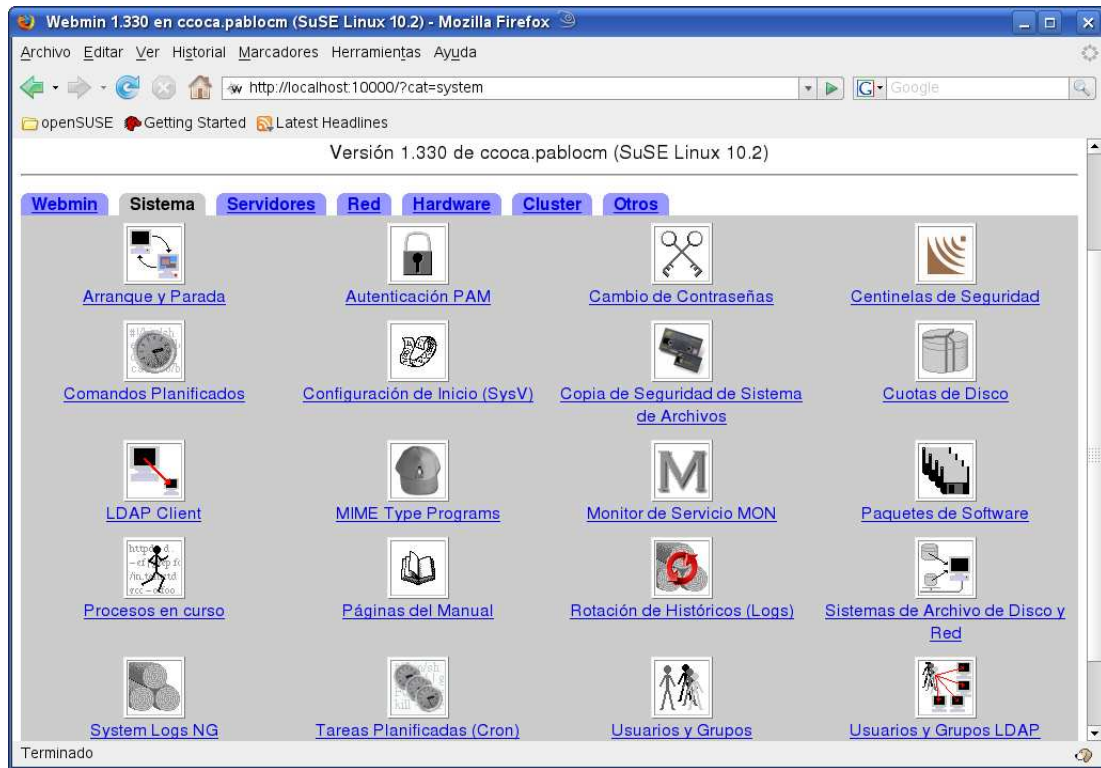 Webmin 1.330 en ccoca.pablocm (SuSE Linux 10.2) - Mozilla Firefox
Archivo Editar Ver Historial Marcadores Herramientas Ayuda
http://localhost:10000/?cat=system
G Google
openSUSE Getting Started Latest Headlines
Versión 1.330 de ccoca.pablocm (SuSE Linux 10.2)
Webmin Sistema Servidores Red Hardware Cluster Otros
Arranque y Parada
Autenticación PAM
Cambio de Contraseñas
Centinelas de Seguridad
Comandos Planificados
Configuración de Inicio (SysV)
Copia de Seguridad de Sistema
de Archivos
Cuotas de Disco
LDAP Client
MIME Type Programs
M
Monitor de Servicio MON
Paquetes de Software
Procesos en curso
Páginas del Manual
Rotación de Históricos (Logs)
Sistemas de Archivo de Disco y
Red
System Logs NG
Tareas Planificadas (Cron)
Usuarios y Grupos
Usuarios y Grupos LDAP
Terminado